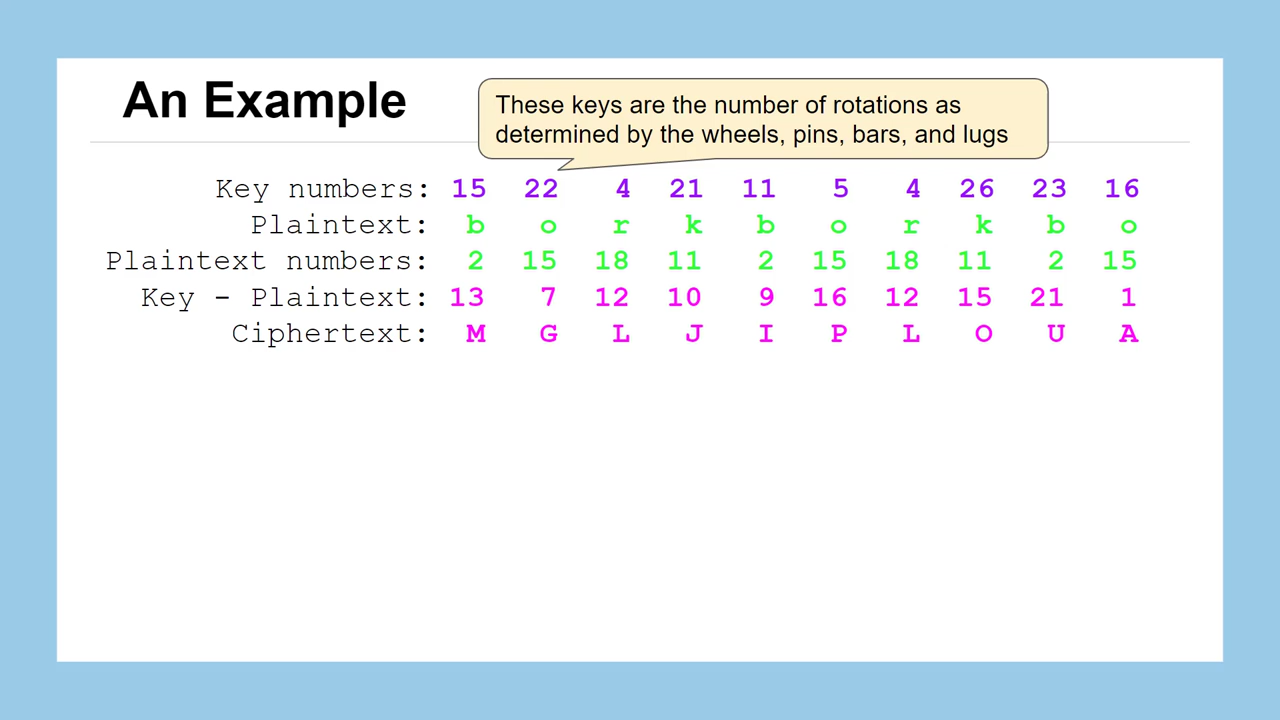 An Example
These keys are the number of rotations as
determined by the wheels, pins, bars, and lugs
Key numbers: 15 22 4 21 11 5 4 26 23 16
Plaintext: b o r k b o r k b o
Plaintext numbers: 2 15 18 11 2 15 18 11 2 15
Key - Plaintext: 13 7 12 10 9 16 12 15 21 1
Ciphertext: M G L J I P L O U A